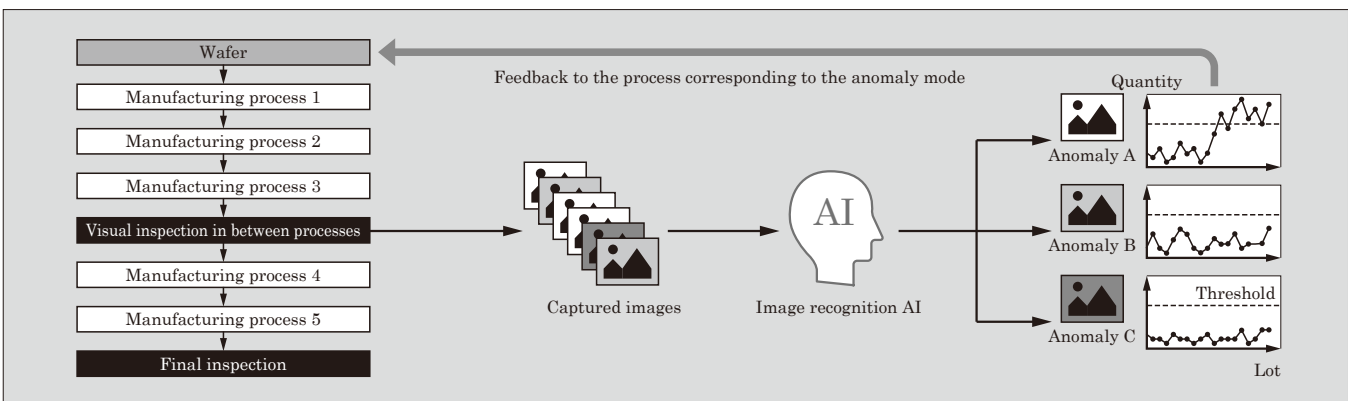 Wafer
Manufacturing process 1
Manufacturing process 2
Manufacturing process 3
Visual inspection in between processes
Manufacturing process 4
Manufacturing process 5
Final inspection
Feedback to the process corresponding to the anomaly mode
Captured images
AI
Image recognition AI
Quantity
Anomaly A
Anomaly B
Threshold
Anomaly C
Lot